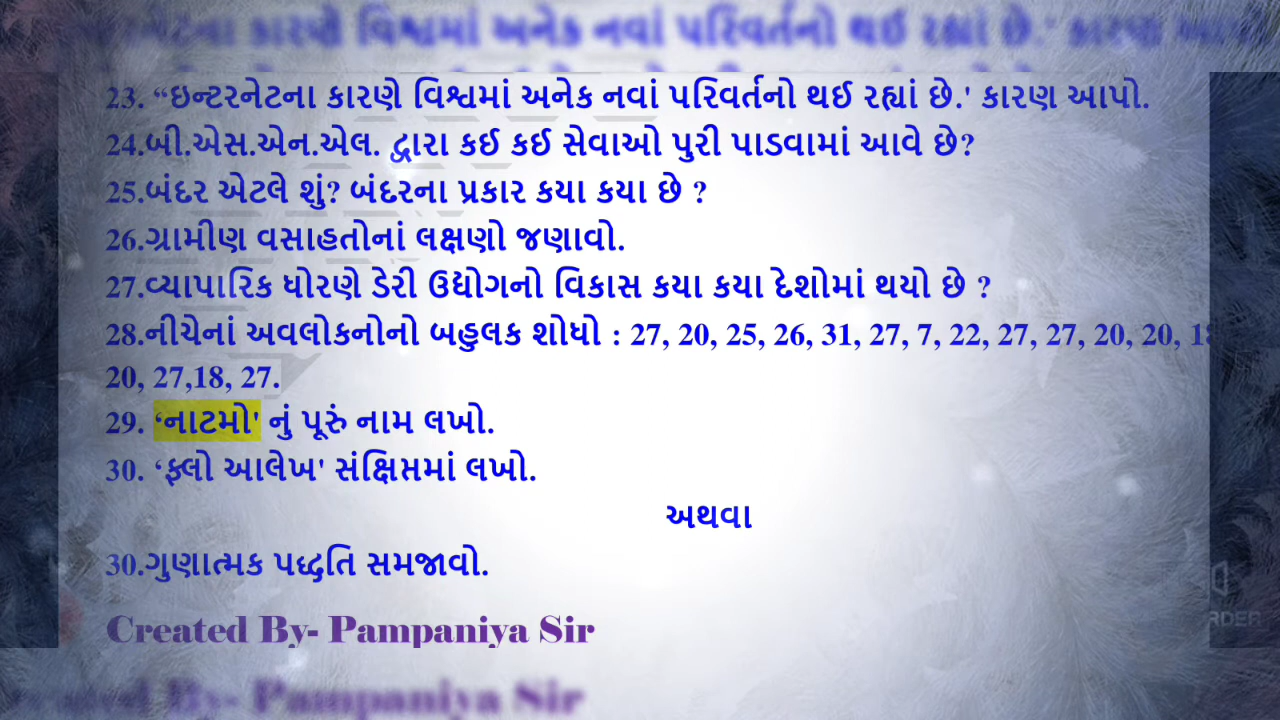 23. “ઇન્ટરનેટના કારણે વિશ્વમાં અનેક નવાં પરિવર્તનો થઈ રહ્યાં છે.' કારણ આપો.
24.બી.એસ.એન.એલ. દ્વારા કઈ કઈ સેવાઓ પુરી પાડવામાં આવે છે?
25.બંદર એટલે શું? બંદરના પ્રકાર કયા કયા છે ?
26.ગ્રામીણ વસાહતોનાં લક્ષણો જણાવો.
27.વ્યાપારિક ધોરણે ડેરી ઉદ્યોગનો વિકાસ કયા કયા દેશોમાં થયો છે ?
28.નીચેનાં અવલોકનોનો બહુલક શોધો : 27, 20, 25, 26, 31, 27, 7, 22, 27, 27, 20, 20, 18
20, 27,18, 27.
29. ‘નાટમો' નું પૂરું નામ લખો.
30. ‘ફ્લો આલેખ' સંક્ષિપ્તમાં લખો.
અથવા
30.ગુણાત્મક પદ્ધતિ સમજાવો.
Created By- Pampaniya Sir